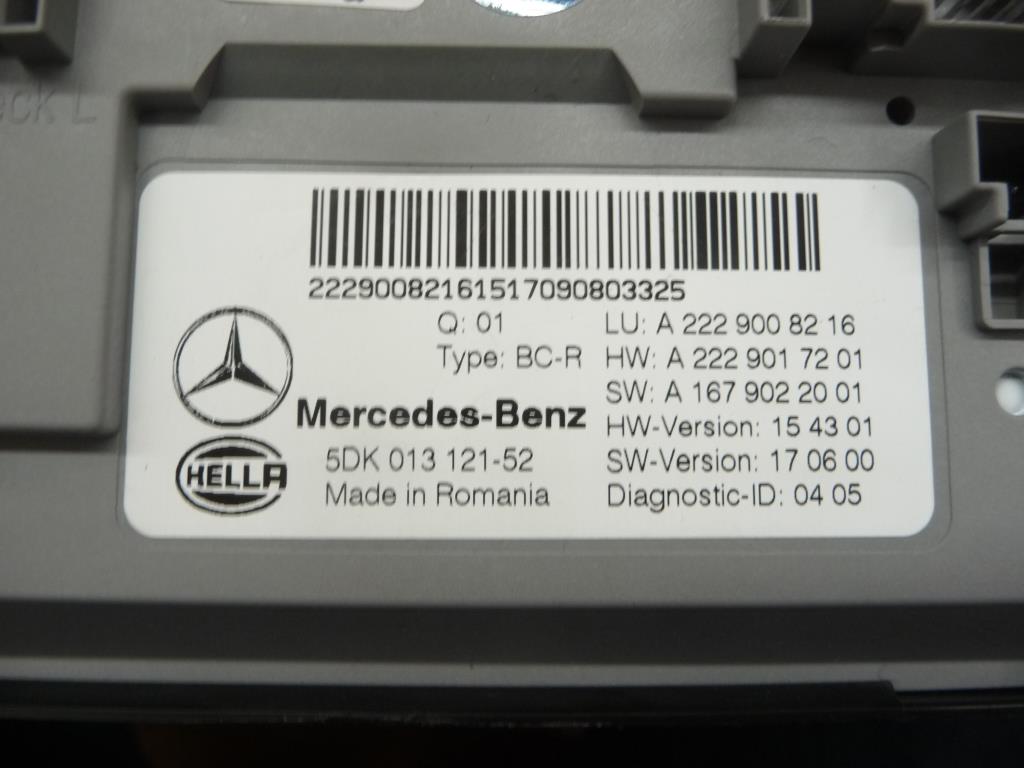 eck L
22290082161517090803325
Q: 01
Type: BC-R
LU: A 222 900 82 16
HW: A 222 901 72 01
SW: A 167 902 20 01
HW-Version: 15 43 01
SW-Version: 17 06 00
Diagnostic-ID: 04 05
Mercedes-Benz
HELLA
5DK 013 121-52
Made in Romania